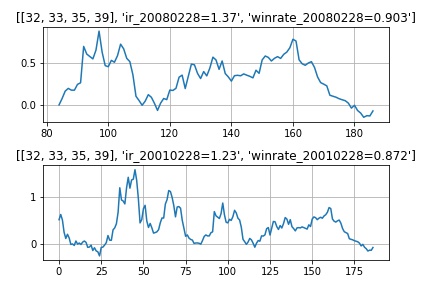 [[32, 33, 35, 39], 'ir_20080228=1.37', 'winrate_20080228=0.903']
0.5
0.0
80 100 120 140 160 180
[[32, 33, 35, 39], 'ir_20010228=1.23', 'winrate_20010228=0.872']
1
0
0 25 50 75 100 125 150 175